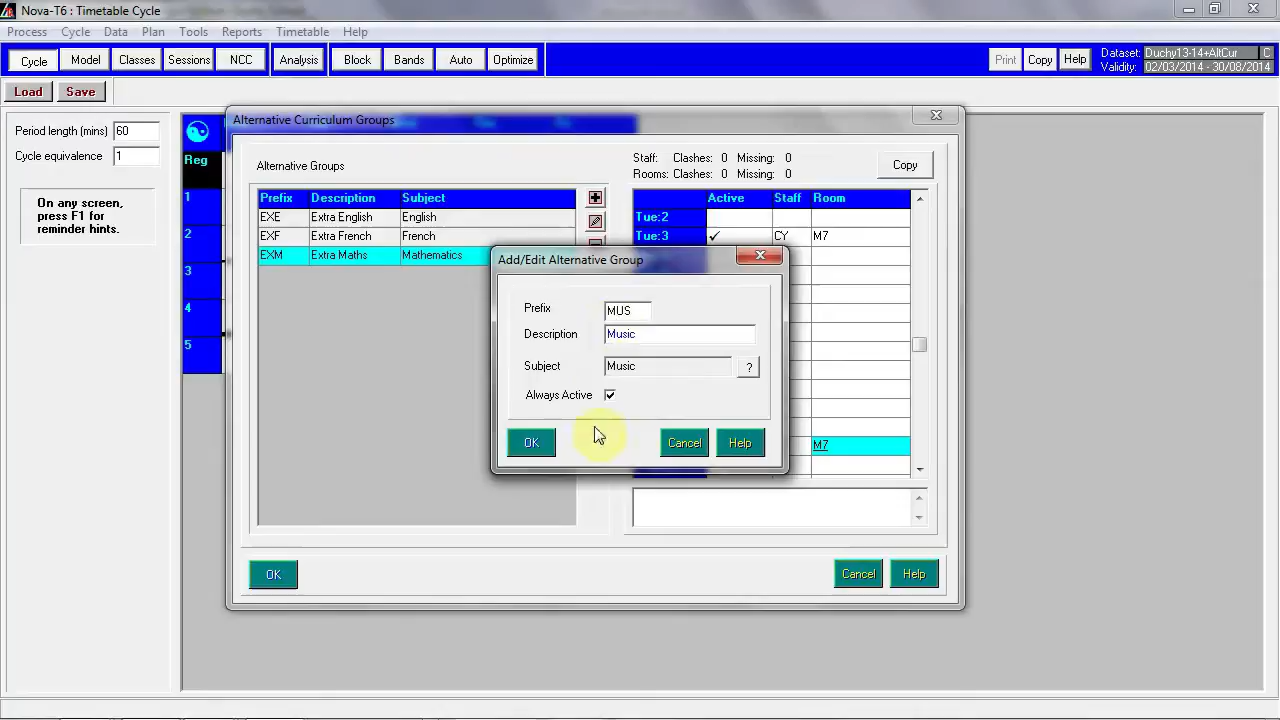 Nova-T6 : Timetable Cycle
Process Cycle Data Plan Tools Reports Timetable Help
Cycle Model Classes Sessions NCC Analysis Block Bands Auto Optimize Print Copy Help
Dataset: Duchy13-14+AltCur C
Validity: 02/03/2014 - 30/08/2014
Load Save
Period length (mins) 60
Cycle equivalence 1
On any screen,
press F1 for
reminder hints.
Reg
1
2
3
4
5
Alternative Curriculum Groups
Alternative Groups
Prefix Description Subject
EXE Extra English English
EXF Extra French French
EXM Extra Maths Mathematics
Staff: Clashes: 0 Missing: 0
Rooms: Clashes: 0 Missing: 0
Copy
Active Staff Room
Tue:2
Tue:3 ✓ CY M7
M7
Add/Edit Alternative Group
Prefix MUS
Description Music
Subject Music ?
Always Active
OK Cancel Help
OK Cancel Help